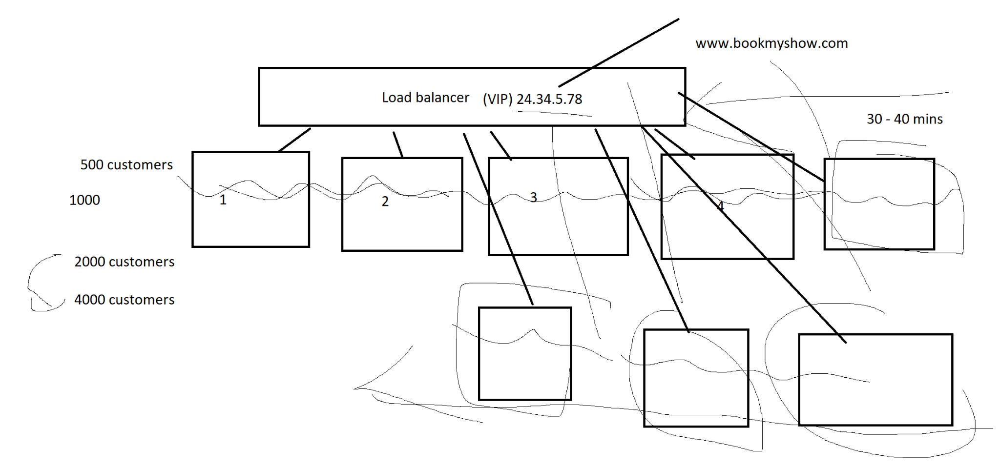 www.bookmyshow.com
Load balancer (VIP) 24.34.5.78
30 - 40 mins
500 customers
1000
1
2
3
4
2000 customers
4000 customers